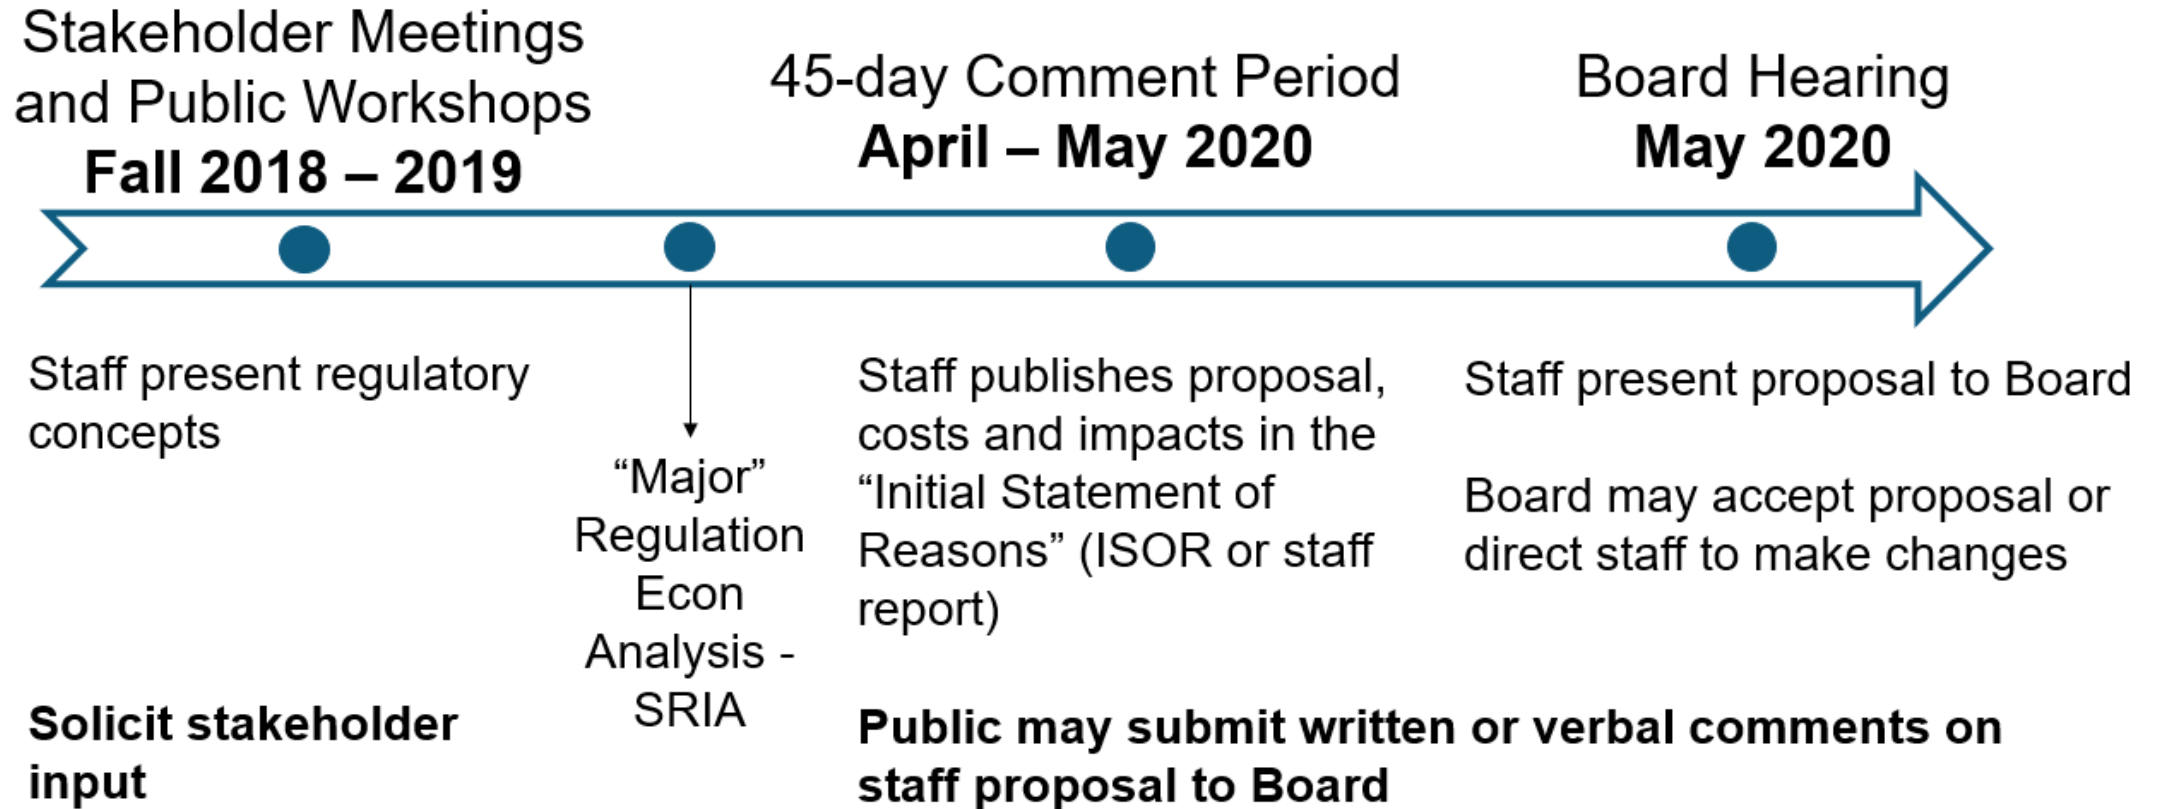 Stakeholder Meetings
and Public Workshops
Fall 2018 – 2019
45-day Comment Period
April – May 2020
Board Hearing
May 2020
Staff present regulatory
concepts
Solicit stakeholder
input
“Major”
Regulation
Econ
Analysis -
SRIA
Staff publishes proposal,
costs and impacts in the
“Initial Statement of
Reasons” (ISOR or staff
report)
Staff present proposal to Board
Board may accept proposal or
direct staff to make changes
Public may submit written or verbal comments on
staff proposal to Board